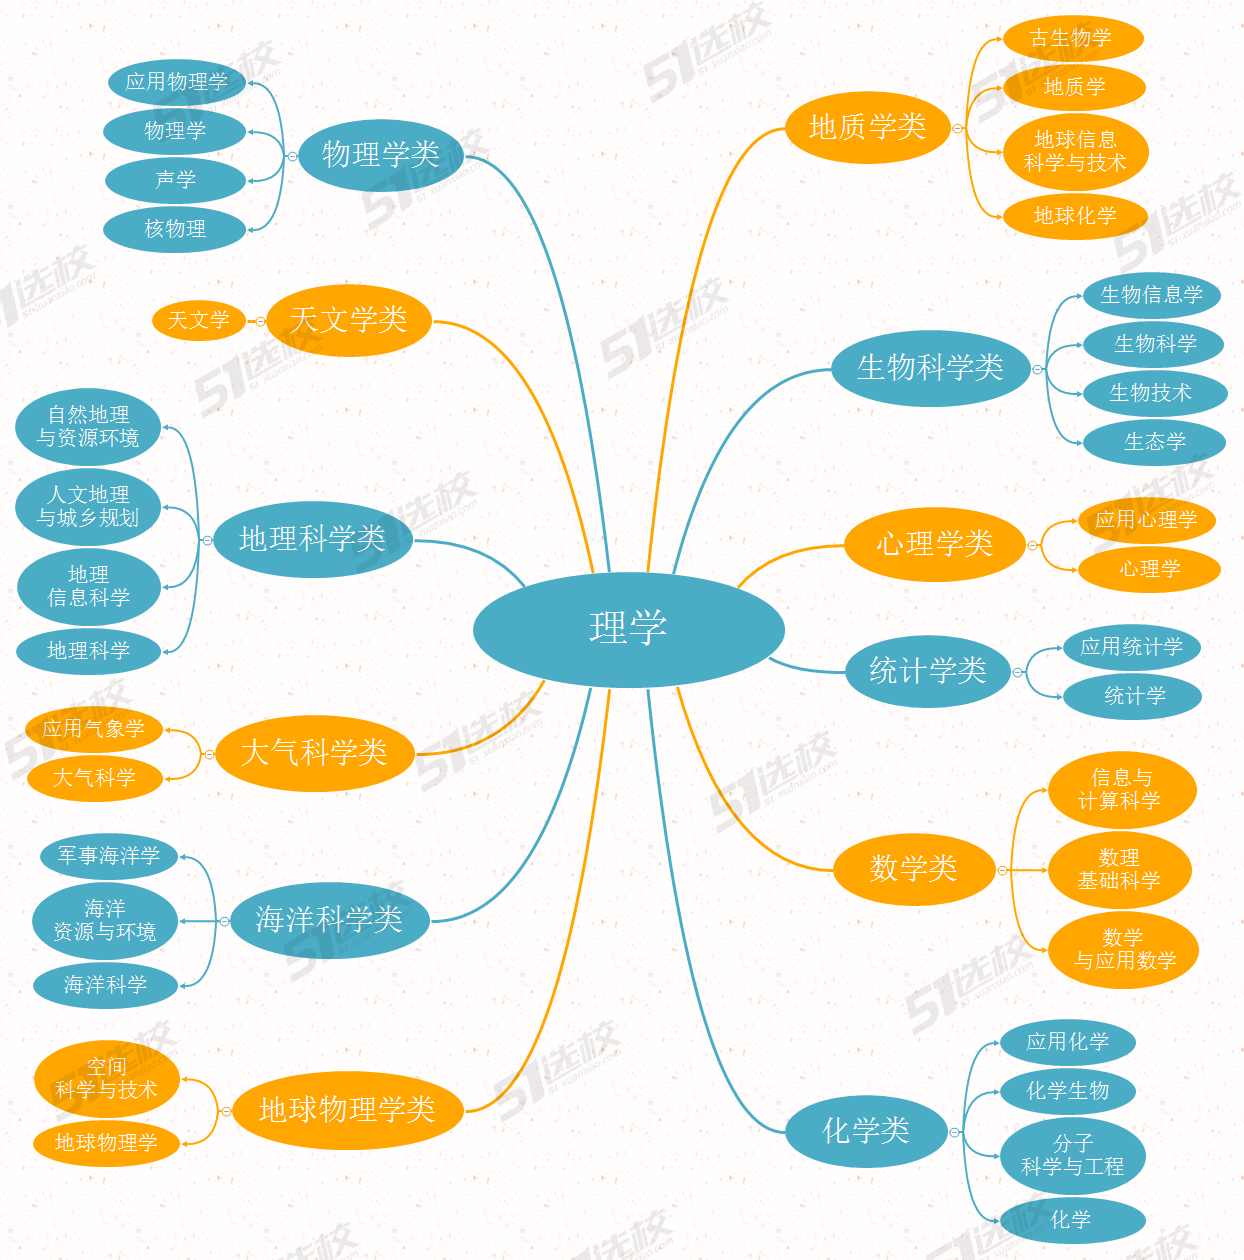 理学
物理学类
应用物理学
物理学
声学
核物理
天文学类
天文学
地理科学类
自然地理
与资源环境
人文地理
与城乡规划
地理
信息科学
地理科学
大气科学类
应用气象学
大气科学
海洋科学类
军事海洋学
海洋
资源与环境
海洋科学
地球物理学类
空间
科学与技术
地球物理学
地质学类
古生物学
地质学
地球信息
科学与技术
地球化学
生物科学类
生物信息学
生物科学
生物技术
生态学
心理学类
应用心理学
心理学
统计学类
应用统计学
统计学
数学类
信息与
计算科学
数理
基础科学
数学
与应用数学
化学类
应用化学
化学生物
分子
科学与工程
化学
51选校
51xuanxiao.com